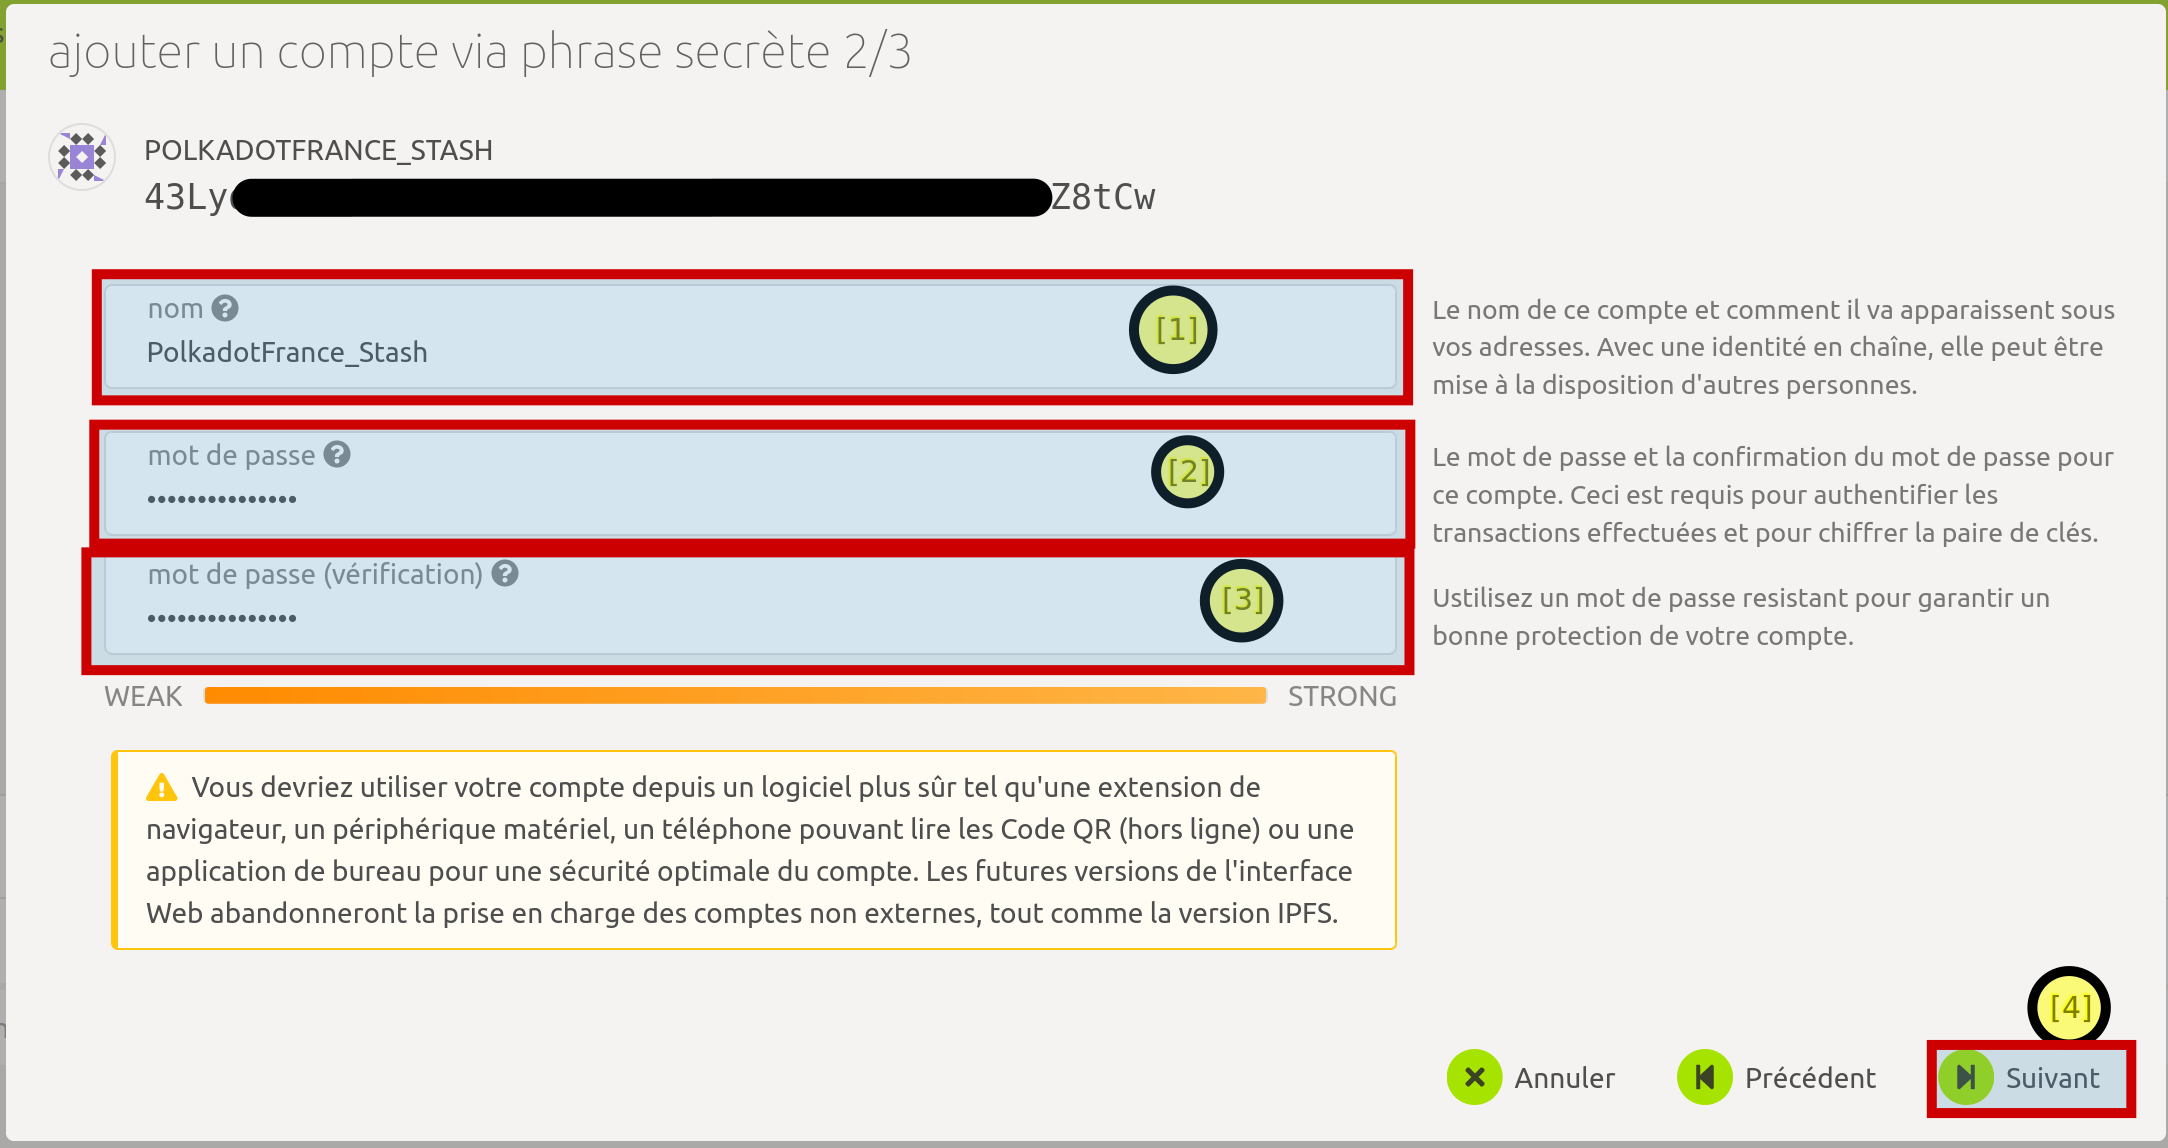 ajouter un compte via phrase secrète 2/3
POLKADOTFRANCE_STASH
43Ly Z8tCw
nom
PolkadotFrance_Stash
[1]
Le nom de ce compte et comment il va apparaissent sous
vos adresses. Avec une identité en chaîne, elle peut être
mise à la disposition d'autres personnes.
mot de passe
•••••••••••••••
[2]
Le mot de passe et la confirmation du mot de passe pour
ce compte. Ceci est requis pour authentifier les
transactions effectuées et pour chiffrer la paire de clés.
mot de passe (vérification)
•••••••••••••••
[3]
Ustilisez un mot de passe resistant pour garantir un
bonne protection de votre compte.
WEAK STRONG
Vous devriez utiliser votre compte depuis un logiciel plus sûr tel qu'une extension de
navigateur, un périphérique matériel, un téléphone pouvant lire les Code QR (hors ligne) ou une
application de bureau pour une sécurité optimale du compte. Les futures versions de l'interface
Web abandonneront la prise en charge des comptes non externes, tout comme la version IPFS.
[4]
Annuler Précédent Suivant